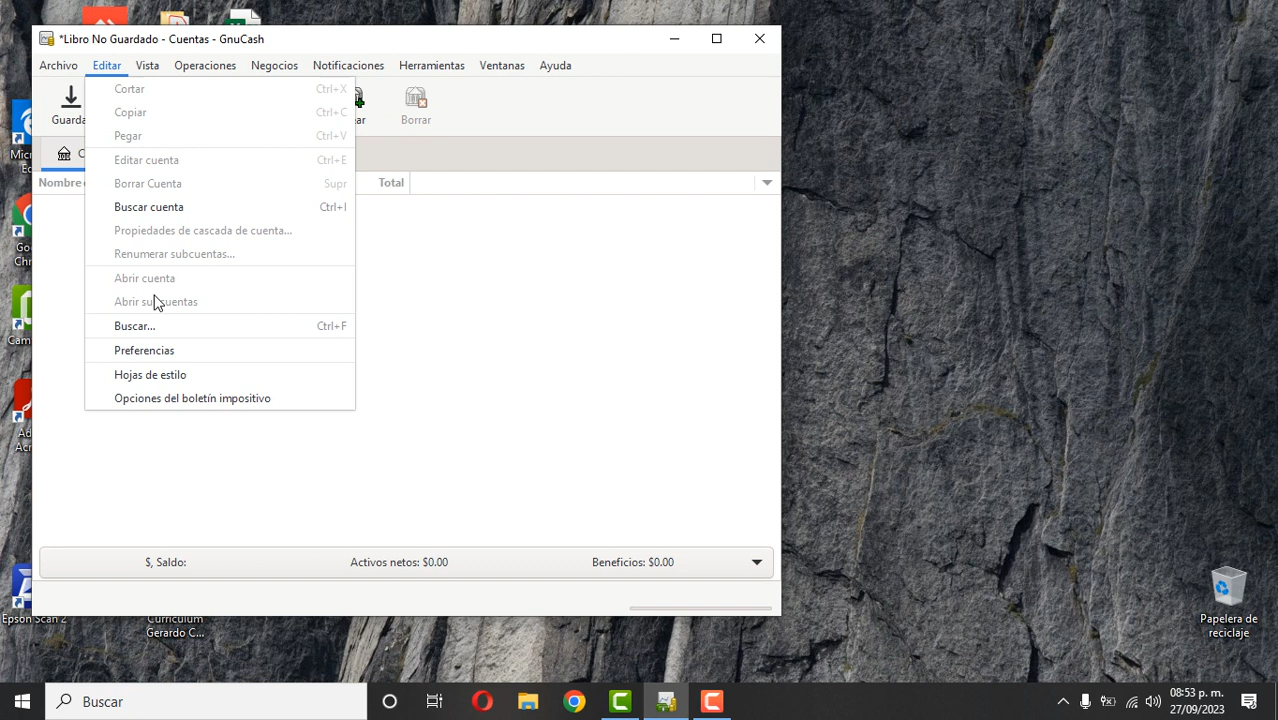 *Libro No Guardado - Cuentas - GnuCash
Archivo Editar Vista Operaciones Negocios Notificaciones Herramientas Ventanas Ayuda
Borrar
Cortar Ctrl+X
Copiar Ctrl+C
Pegar Ctrl+V
Editar cuenta Ctrl+E
Borrar Cuenta Supr
Buscar cuenta Ctrl+I
Propiedades de cascada de cuenta...
Renumerar subcuentas...
Abrir cuenta
Abrir subcuentas
Buscar... Ctrl+F
Preferencias
Hojas de estilo
Opciones del boletín impositivo
Nombre
Total
$, Saldo: Activos netos: $0.00 Beneficios: $0.00
Epson Scan 2
Curriculum
Gerardo C...
Papelera de
reciclaje
Buscar
08:53 p. m.
27/09/2023